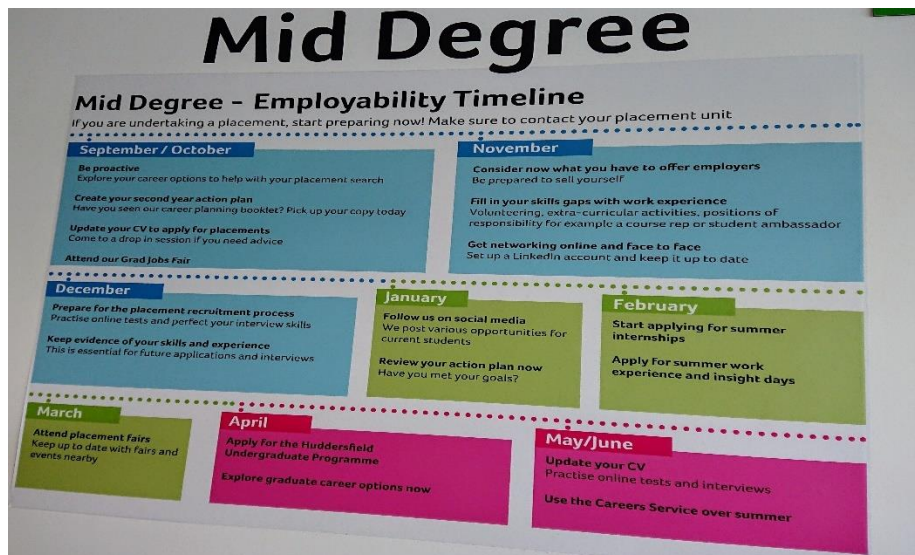 Mid Degree
Mid Degree - Employability Timeline
If you are undertaking a placement, start preparing now! Make sure to contact your placement unit
September / October
Be proactive
Explore your career options to help with your placement search
Create your second year action plan
Have you seen our career planning booklet? Pick up your copy today
Update your CV to apply for placements
Come to a drop in session if you need advice
Attend our Grad Jobs Fair
November
Consider now what you have to offer employers
Be prepared to sell yourself
Fill in your skills gaps with work experience
Volunteering, extra-curricular activities, positions of
responsibility for example a course rep or student ambassador
Get networking online and face to face
Set up a LinkedIn account and keep it up to date
December
Prepare for the placement recruitment process
Practise online tests and perfect your interview skills
Keep evidence of your skills and experience
This is essential for future applications and interviews
January
Follow us on social media
We post various opportunities for
current students
Review your action plan now
Have you met your goals?
February
Start applying for summer
internships
Apply for summer work
experience and insight days
March
Attend placement fairs
Keep up to date with fairs and
events nearby
April
Apply for the Huddersfield
Undergraduate Programme
Explore graduate career options now
May/June
Update your CV
Practise online tests and interviews
Use the Careers Service over summer